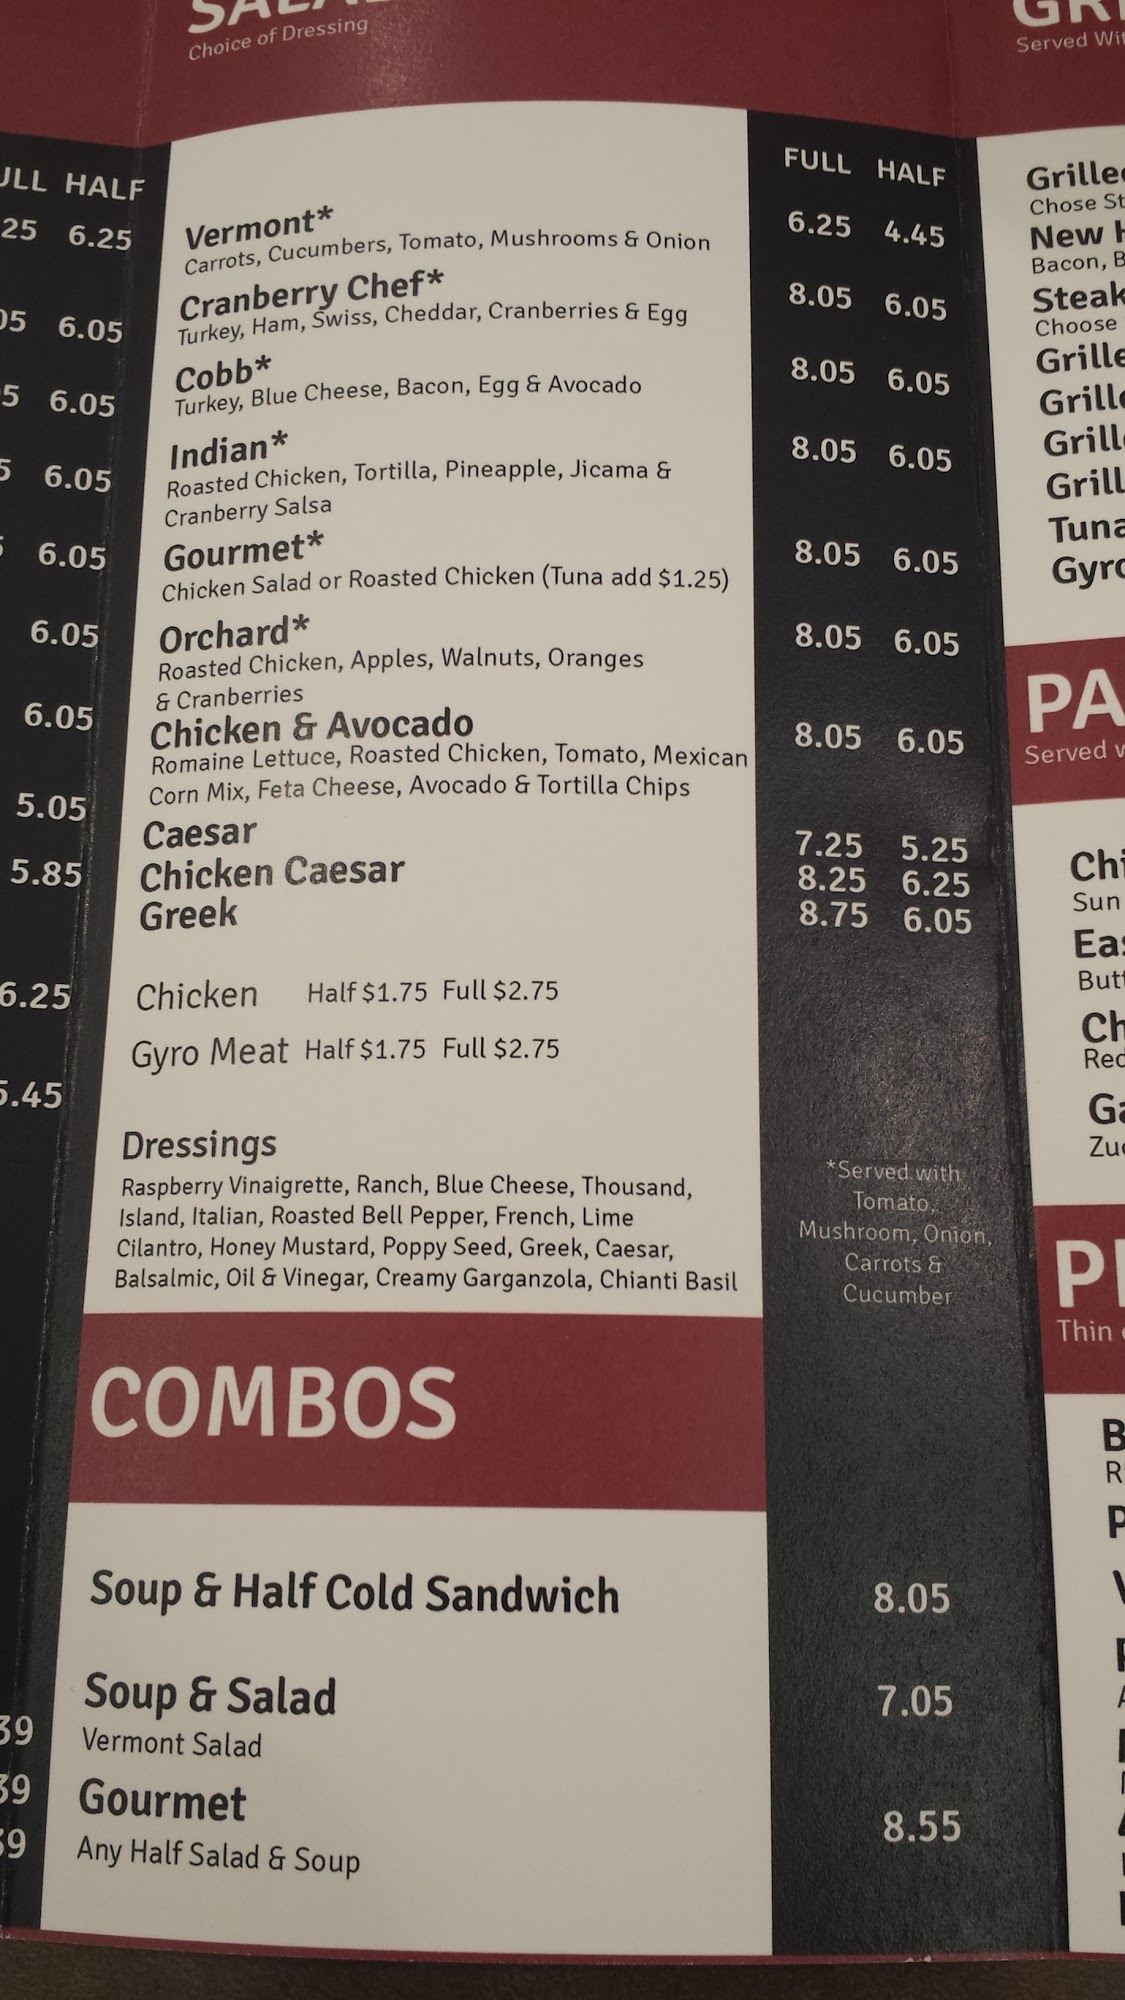 Choice of Dressing
FULL HALF
Vermont* 6.25 4.45
Carrots, Cucumbers, Tomato, Mushrooms & Onion
Cranberry Chef* 8.05 6.05
Turkey, Ham, Swiss, Cheddar, Cranberries & Egg
Cobb* 8.05 6.05
Turkey, Blue Cheese, Bacon, Egg & Avocado
Indian* 8.05 6.05
Roasted Chicken, Tortilla, Pineapple, Jicama &
Cranberry Salsa
Gourmet* 8.05 6.05
Chicken Salad or Roasted Chicken (Tuna add $1.25)
Orchard* 8.05 6.05
Roasted Chicken, Apples, Walnuts, Oranges
& Cranberries
Chicken & Avocado 8.05 6.05
Romaine Lettuce, Roasted Chicken, Tomato, Mexican
Corn Mix, Feta Cheese, Avocado & Tortilla Chips
Caesar 7.25 5.25
Chicken Caesar 8.25 6.25
Greek 8.75 6.05
Chicken Half $1.75 Full $2.75
Gyro Meat Half $1.75 Full $2.75
Dressings
Raspberry Vinaigrette, Ranch, Blue Cheese, Thousand,
Island, Italian, Roasted Bell Pepper, French, Lime
Cilantro, Honey Mustard, Poppy Seed, Greek, Caesar,
Balsalmic, Oil & Vinegar, Creamy Garganzola, Chianti Basil
*Served with
Tomato,
Mushroom, Onion,
Carrots &
Cucumber
COMBOS
Soup & Half Cold Sandwich 8.05
Soup & Salad 7.05
Vermont Salad
Gourmet 8.55
Any Half Salad & Soup
HALF
6.25
6.05
6.05
6.05
6.05
6.05
6.05
5.05
5.85
6.25
Served
Chose
New
Bacon,
Steak
Choose
Tuna
Served
Sun
Thin